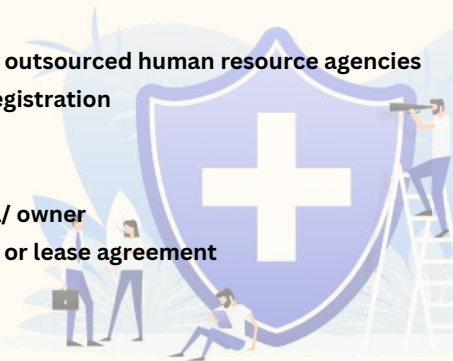 outsourced human resource agencies
egistration
/ owner
or lease agreement